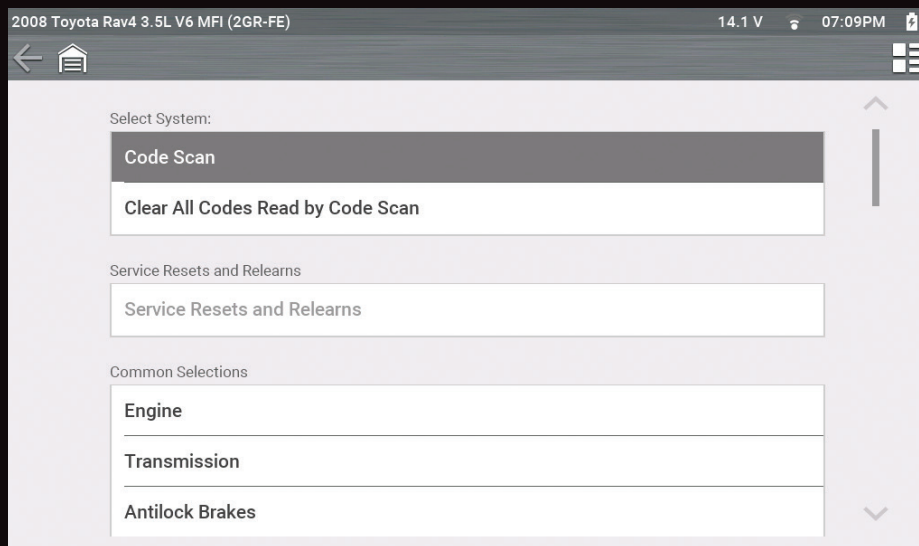 2008 Toyota Rav4 3.5L V6 MFI (2GR-FE) 14.1 V 07:09PM
Select System:
Code Scan
Clear All Codes Read by Code Scan
Service Resets and Relearns
Service Resets and Relearns
Common Selections
Engine
Transmission
Antilock Brakes